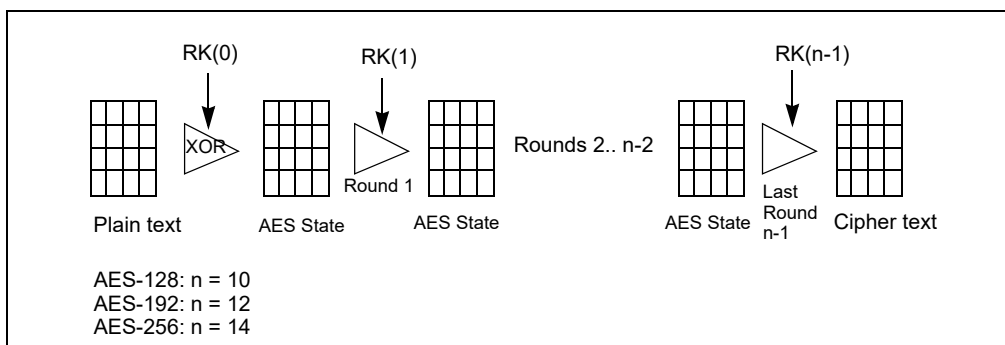 RK(0)
RK(1)
RK(n-1)
XOR
Rounds 2.. n-2
Round 1
Plain text
AES State
AES State
AES State
Last
Round
n-1
Cipher text
AES-128: n = 10
AES-192: n = 12
AES-256: n = 14